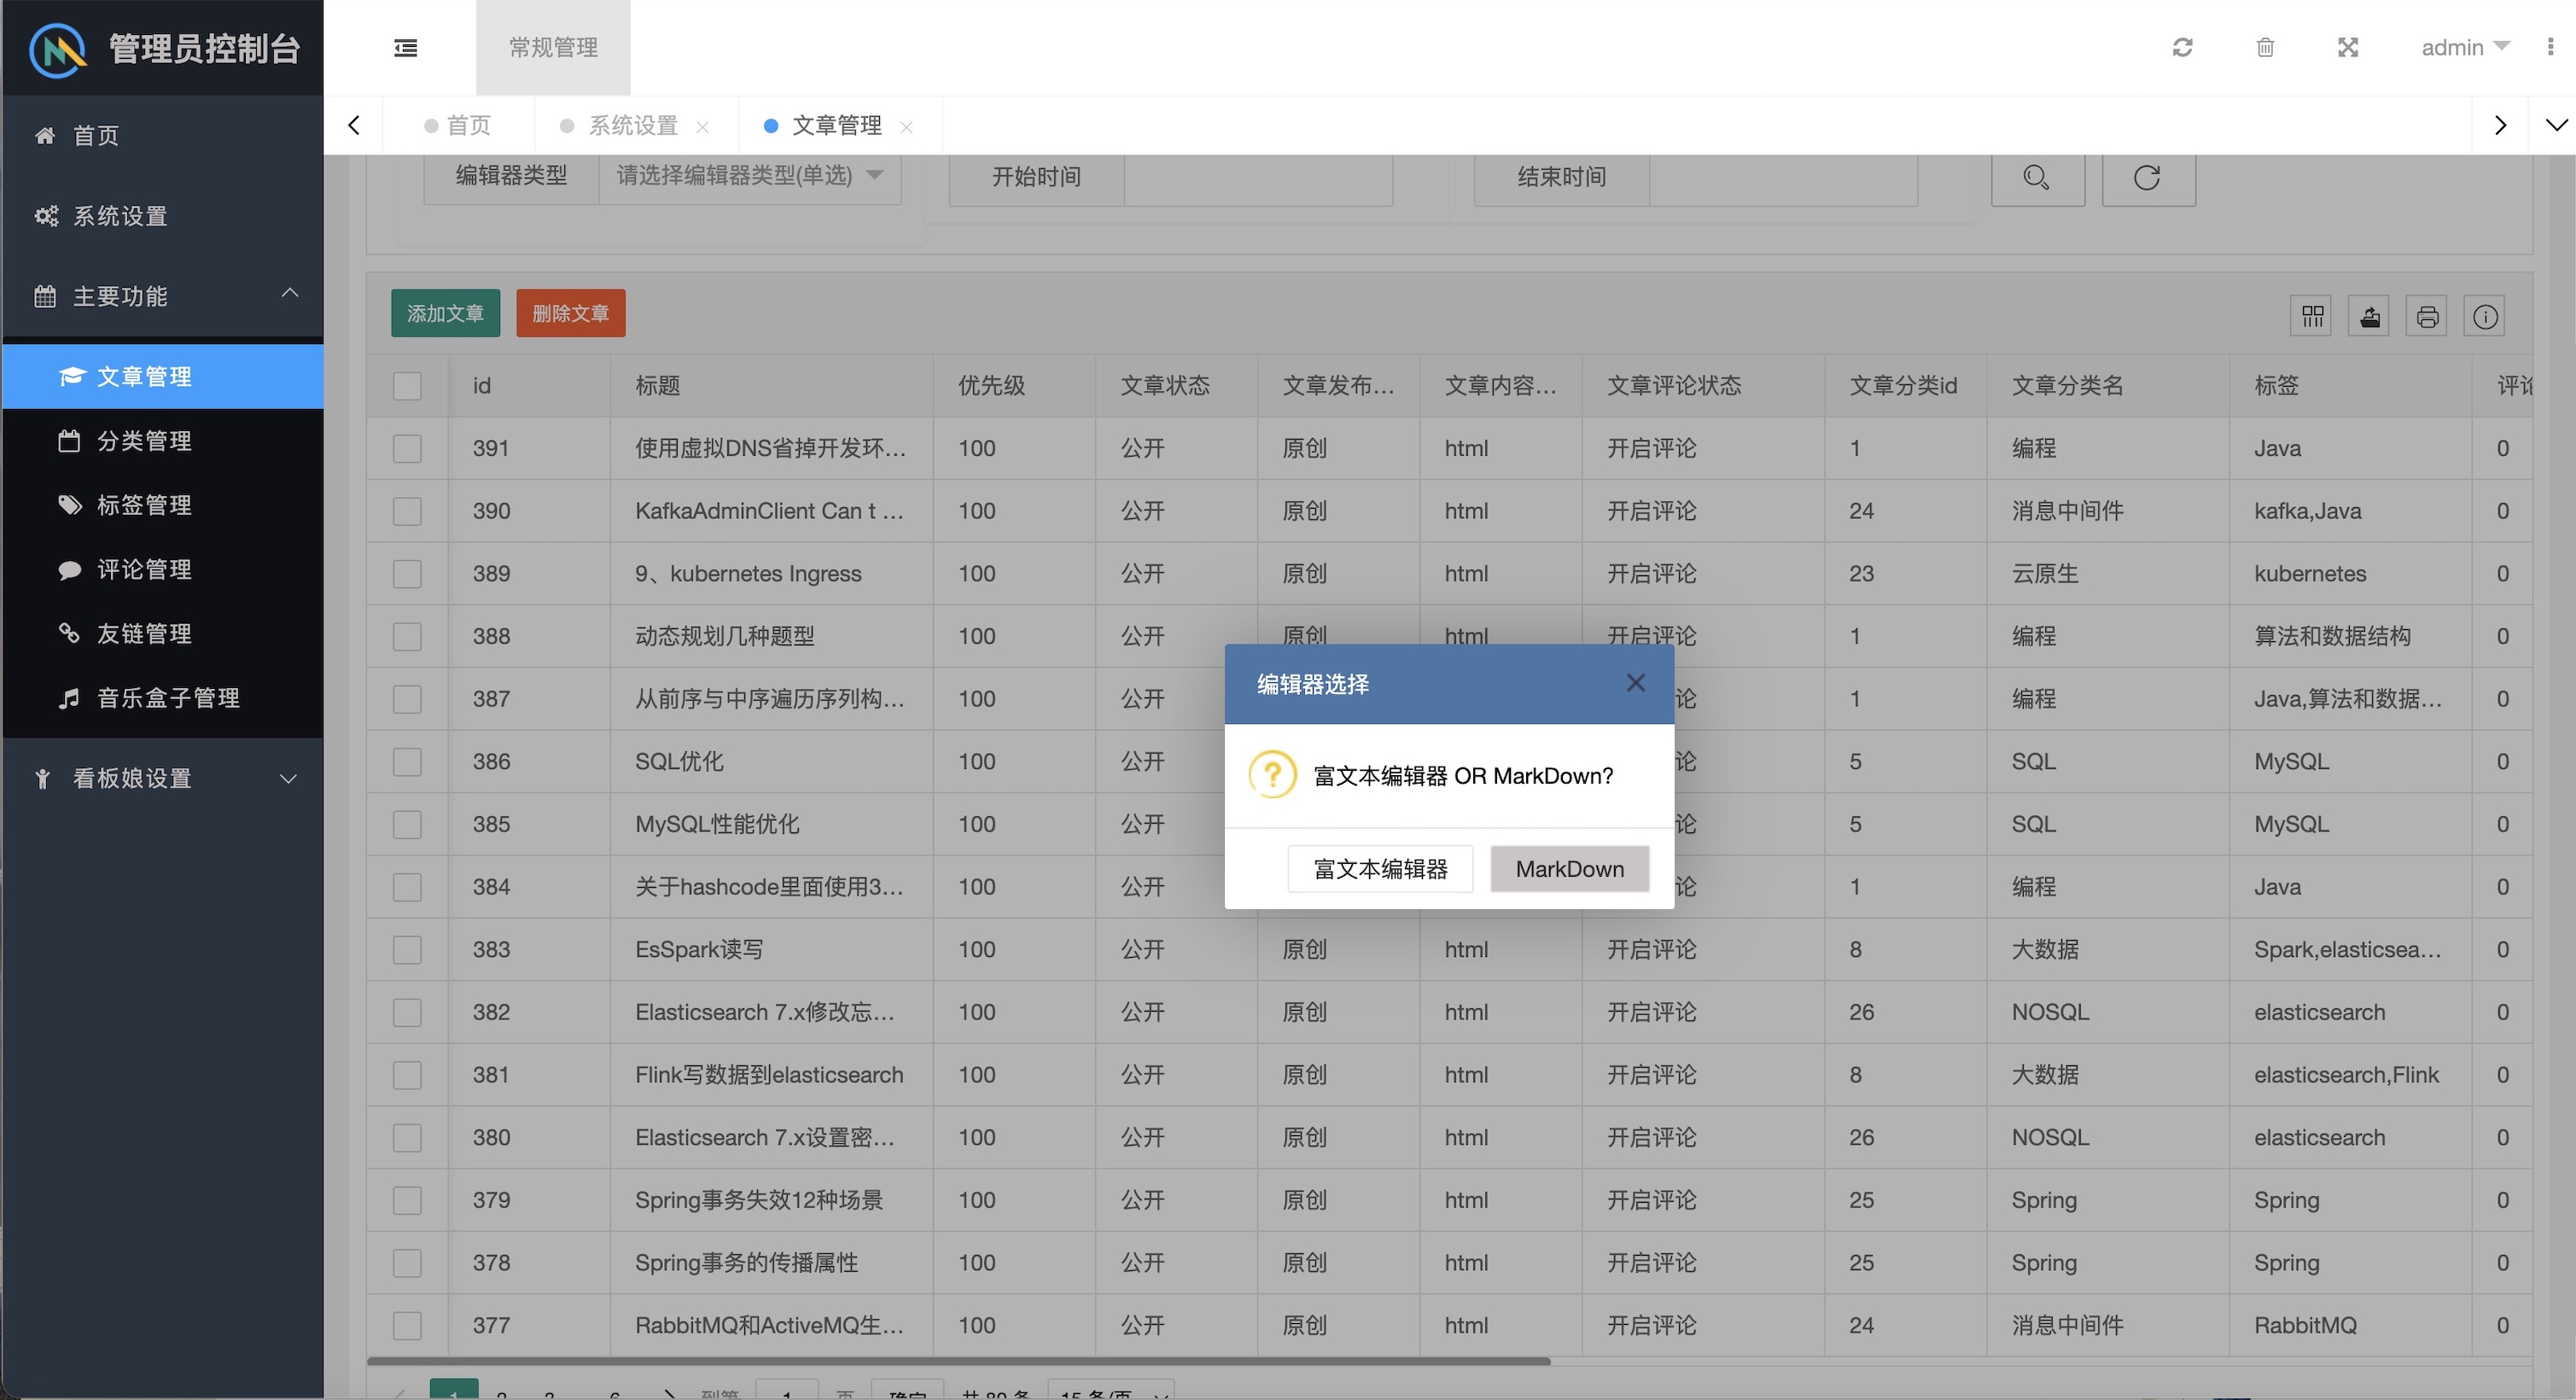 管理员控制台
常规管理
admin
首页
系统设置
主要功能
文章管理
分类管理
标签管理
评论管理
友链管理
音乐盒子管理
看板娘设置
首页 系统设置 文章管理
编辑器类型 请选择编辑器类型(单选) 开始时间 结束时间
添加文章 删除文章
id 标题 优先级 文章状态 文章发布... 文章内容... 文章评论状态 文章分类id 文章分类名 标签 评论
391 使用虚拟DNS省掉开发环... 100 公开 原创 html 开启评论 1 编程 Java 0
390 KafkaAdminClient Can t ... 100 公开 原创 html 开启评论 24 消息中间件 kafka,Java 0
389 9、kubernetes Ingress 100 公开 原创 html 开启评论 23 云原生 kubernetes 0
388 动态规划几种题型 100 公开 原创 html 开启评论 1 编程 算法和数据结构 0
387 从前序与中序遍历序列构... 100 公开 论 1 编程 Java,算法和数据... 0
386 SQL优化 100 公开 论 5 SQL MySQL 0
385 MySQL性能优化 100 公开 论 5 SQL MySQL 0
384 关于hashcode里面使用3... 100 公开 论 1 编程 Java 0
383 EsSpark读写 100 公开 原创 html 开启评论 8 大数据 Spark,elasticsea... 0
382 Elasticsearch 7.x修改忘... 100 公开 原创 html 开启评论 26 NOSQL elasticsearch 0
381 Flink写数据到elasticsearch 100 公开 原创 html 开启评论 8 大数据 elasticsearch,Flink 0
380 Elasticsearch 7.x设置密... 100 公开 原创 html 开启评论 26 NOSQL elasticsearch 0
379 Spring事务失效12种场景 100 公开 原创 html 开启评论 25 Spring Spring 0
378 Spring事务的传播属性 100 公开 原创 html 开启评论 25 Spring Spring 0
377 RabbitMQ和ActiveMQ生... 100 公开 原创 html 开启评论 24 消息中间件 RabbitMQ 0
1 2 3 6 到第 1 页 确定 共 89 条 15 条/页
编辑器选择
富文本编辑器 OR MarkDown?
富文本编辑器 MarkDown